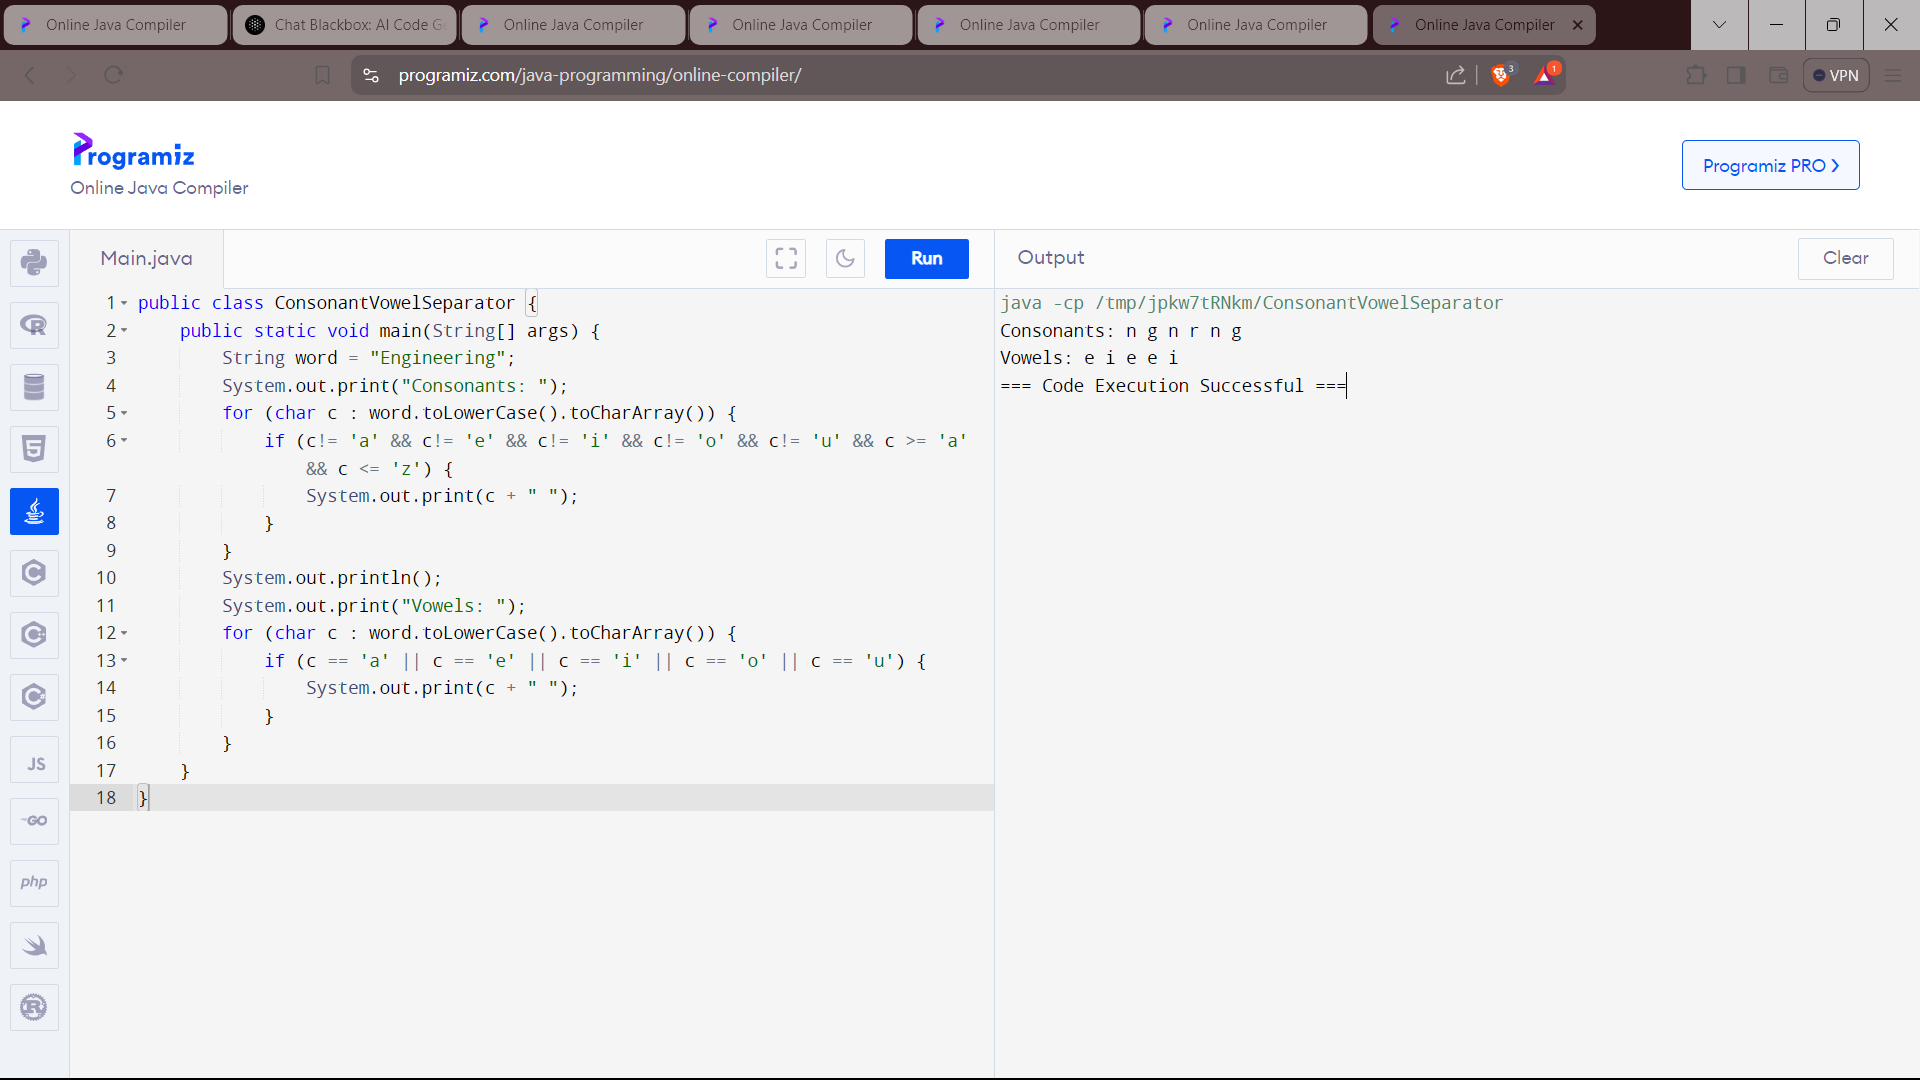 Online Java Compiler
Chat Blackbox: AI Code Ge
Online Java Compiler
Online Java Compiler
Online Java Compiler
Online Java Compiler
Online Java Compiler
programiz.com/java-programming/online-compiler/
3
1
VPN
Programiz
Online Java Compiler
Programiz PRO
Main.java
Run
Output
Clear
1 public class ConsonantVowelSeparator {
2 public static void main(String[] args) {
3 String word = "Engineering";
4 System.out.print("Consonants: ");
5 for (char c : word.toLowerCase().toCharArray()) {
6 if (c!= 'a' && c!= 'e' && c!= 'i' && c!= 'o' && c!= 'u' && c >= 'a'
&& c <= 'z') {
7 System.out.print(c + " ");
8 }
9 }
10 System.out.println();
11 System.out.print("Vowels: ");
12 for (char c : word.toLowerCase().toCharArray()) {
13 if (c == 'a' || c == 'e' || c == 'i' || c == 'o' || c == 'u') {
14 System.out.print(c + " ");
15 }
16 }
17 }
18 }
java -cp /tmp/jpkw7tRNkm/ConsonantVowelSeparator
Consonants: n g n r n g
Vowels: e i e e i
=== Code Execution Successful ===
R
5
C
C
C
JS
GO
php
R